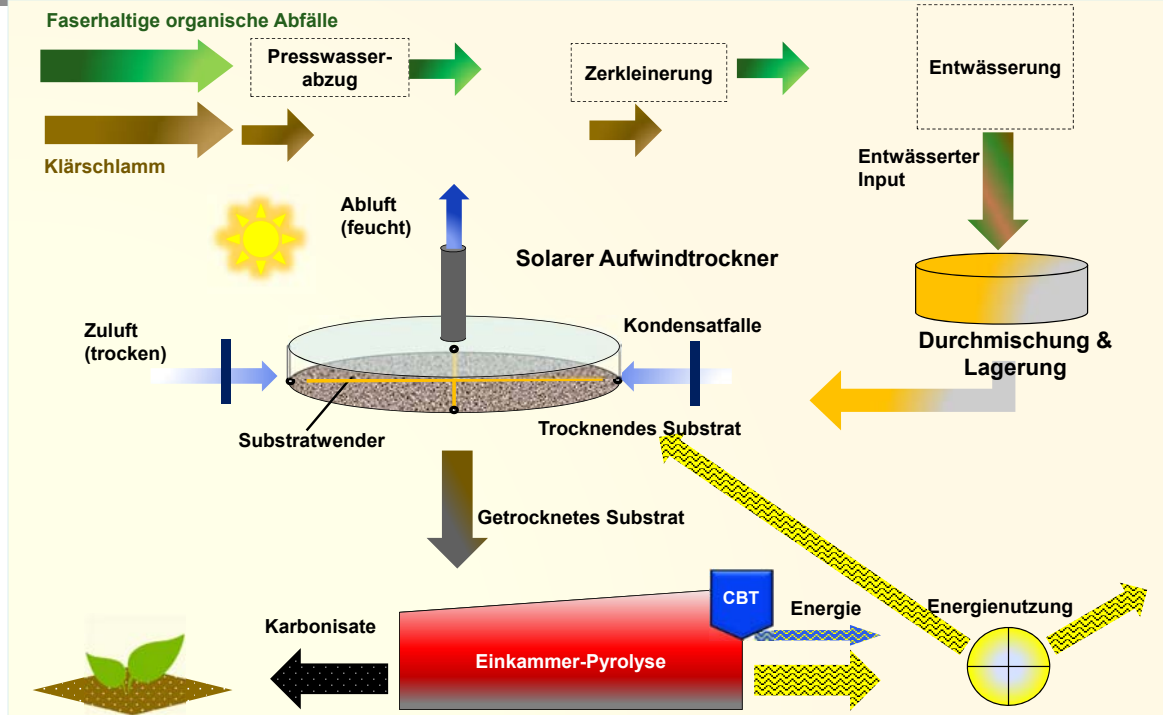 Faserhaltige organische Abfälle
Presswasser-
abzug
Zerkleinerung
Entwässerung
Klärschlamm
Entwässerter
Input
Abluft
(feucht)
Solarer Aufwindtrockner
Zuluft
(trocken)
Kondensatfalle
Durchmischung &
Lagerung
Substratwender
Trocknendes Substrat
Getrocknetes Substrat
CBT
Energie
Energienutzung
Karbonisate
Einkammer-Pyrolyse